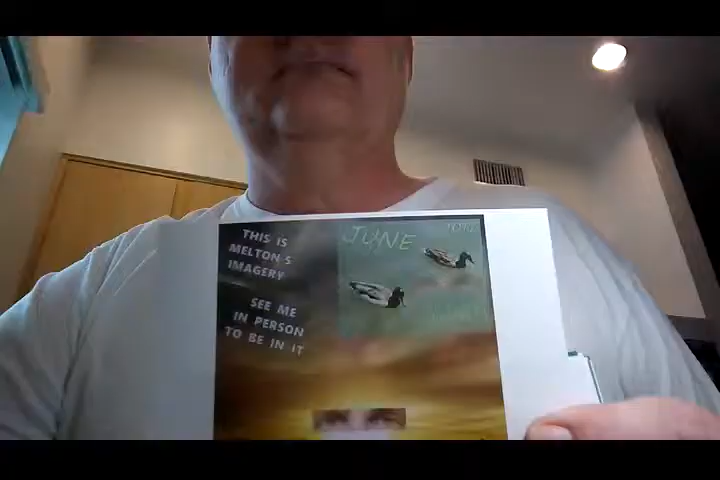 THIS IS
MELTON S
IMAGERY
SEE ME
IN PERSON
TO BE IN IT
JUNE